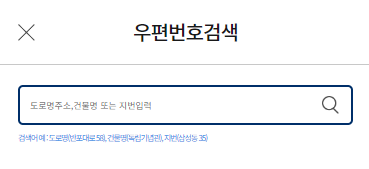 우편번호검색
도로명주소,건물명 또는 지번입력
검색어 예 : 도로명(반포대로 58), 건물명(독립기념관), 지번(삼성동 35)